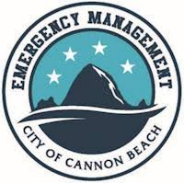 EMERGENCY MANAGEMENT
CITY OF CANNON BEACH